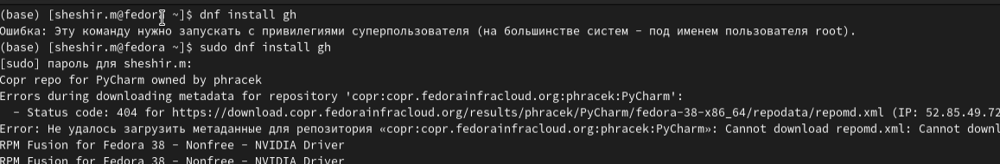 (base) [sheshir.m@fedora ~]$ dnf install gh
Ошибка: Эту команду нужно запускать с привилегиями суперпользователя (на большинстве систем - под именем пользователя root).
(base) [sheshir.m@fedora ~]$ sudo dnf install gh
[sudo] пароль для sheshir.m:
Copr repo for PyCharm owned by phracek
Errors during downloading metadata for repository 'copr:copr.fedorainfracloud.org:phracek:PyCharm':
  - Status code: 404 for https://download.copr.fedorainfracloud.org/results/phracek/PyCharm/fedora-38-x86_64/repodata/repomd.xml (IP: 52.85.49.72
Error: Не удалось загрузить метаданные для репозитория «copr:copr.fedorainfracloud.org:phracek:PyCharm»: Cannot download repomd.xml: Cannot downl
RPM Fusion for Fedora 38 - Nonfree - NVIDIA Driver
RPM Fusion for Fedora 38 - Nonfree - NVIDIA Driver